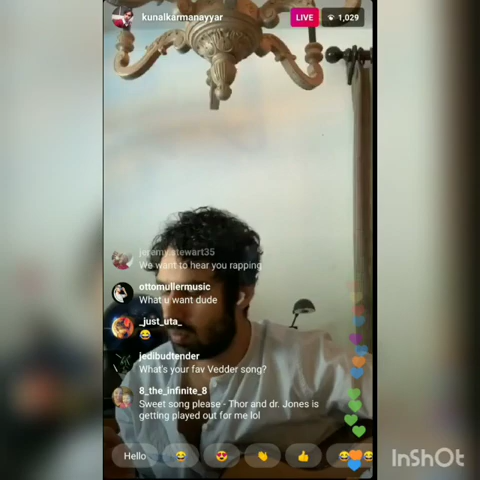 kunalkarmanayyar
LIVE
1,029
jeremy.stewart35
We want to hear you rapping
ottomullermusic
What u want dude
_just_uta_
😂
jedibudtender
What's your fav Vedder song?
8_the_infinite_8
Sweet song please - Thor and dr. Jones is
getting played out for me lol
Hello 😂 😍 👏 👍 😂 😂
InShOt